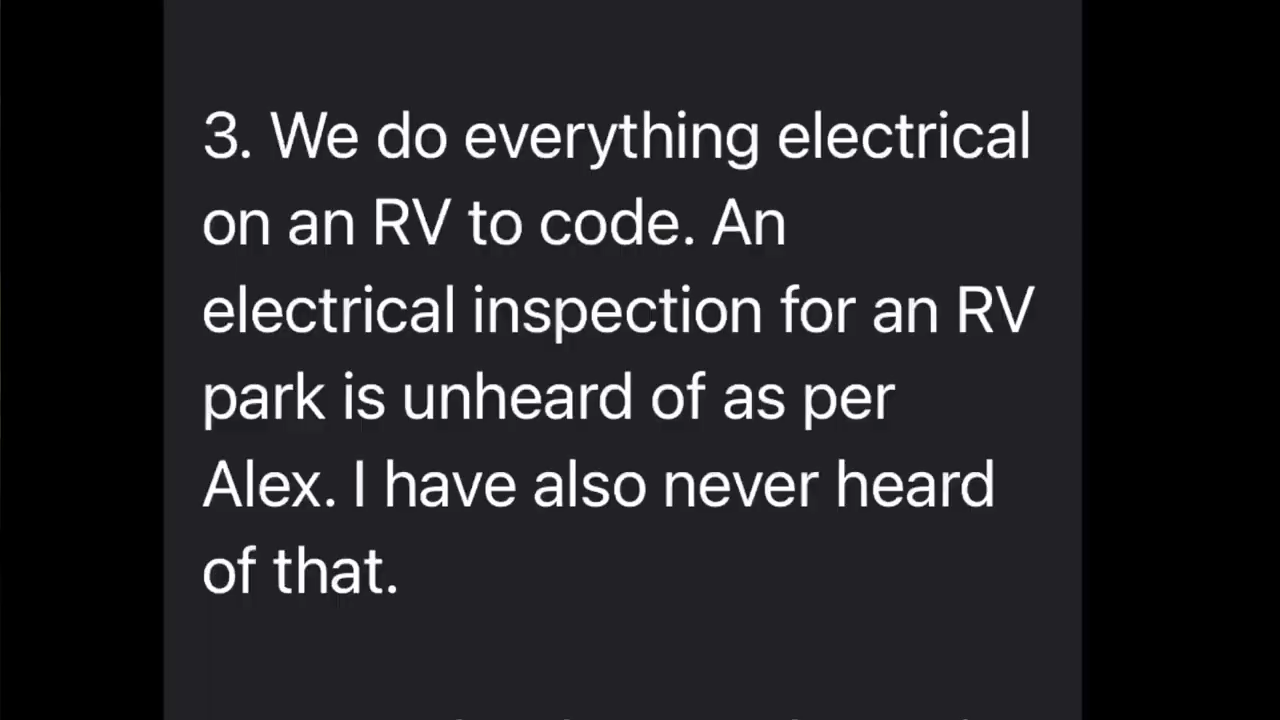 3. We do everything electrical
on an RV to code. An
electrical inspection for an RV
park is unheard of as per
Alex. I have also never heard
of that.